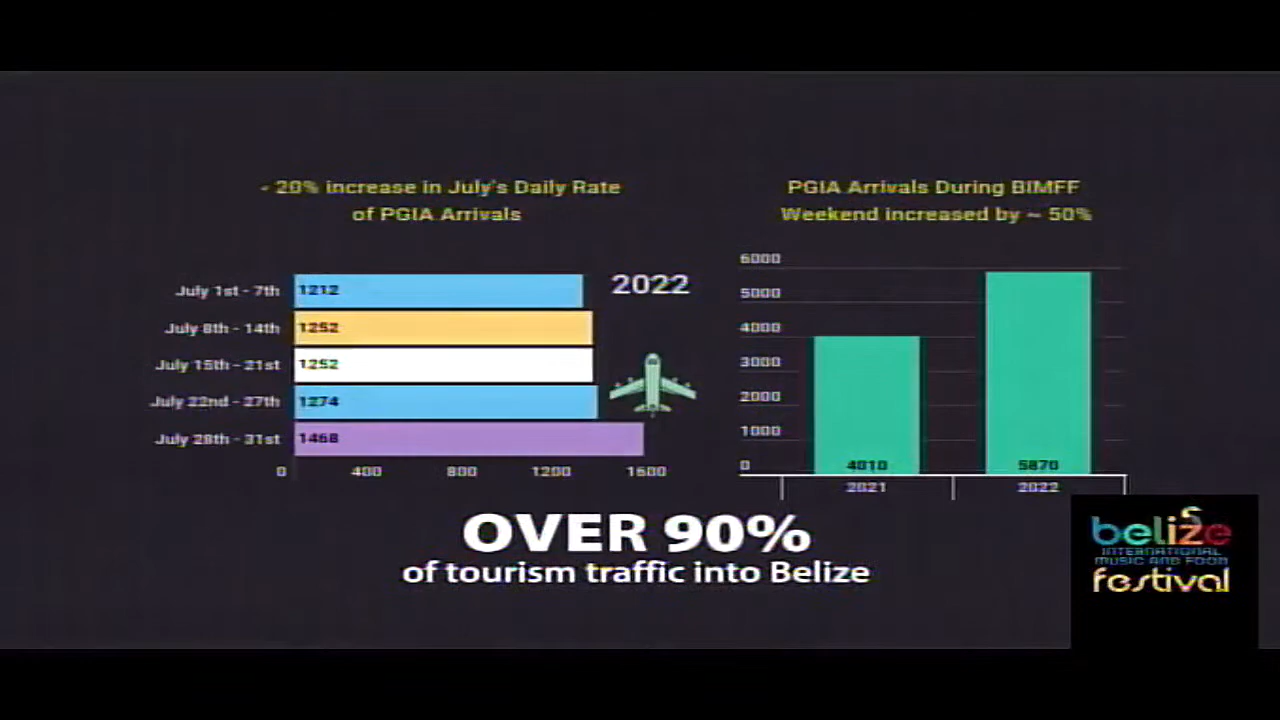 ~ 20% increase in July's Daily Rate
of PGIA Arrivals
2022
July 1st - 7th 1212
July 8th - 14th 1252
July 15th - 21st 1252
July 22nd - 27th 1274
July 28th - 31st 1468
0 400 800 1200 1600
PGIA Arrivals During BIMFF
Weekend increased by ~ 50%
6000
5000
4000
3000
2000
1000
0
4010 5870
2021 2022
OVER 90%
of tourism traffic into Belize
belize
INTERNATIONAL
MUSIC AND FOOD
festival